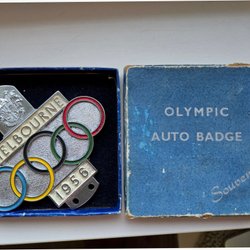 MELBOURNE
1956
OLYMPIC
AUTO BADGE
Souvenir